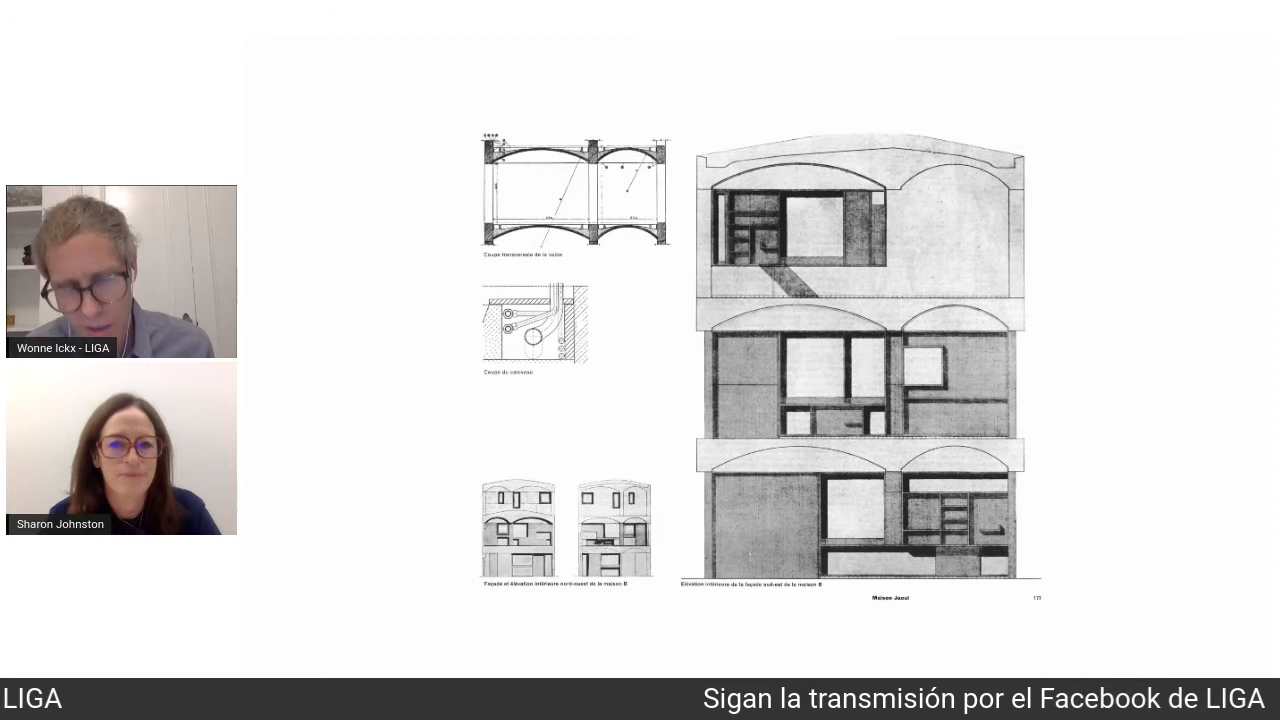 Coupe transversale de la voûte
Coupe du caniveau
Façade et élévation intérieure nord-ouest de la maison B
Elévation intérieure de la façade sud-est de la maison B
Maison Jaoul
177
Wonne Ickx - LIGA
Sharon Johnston
LIGA
Sigan la transmisión por el Facebook de LIGA